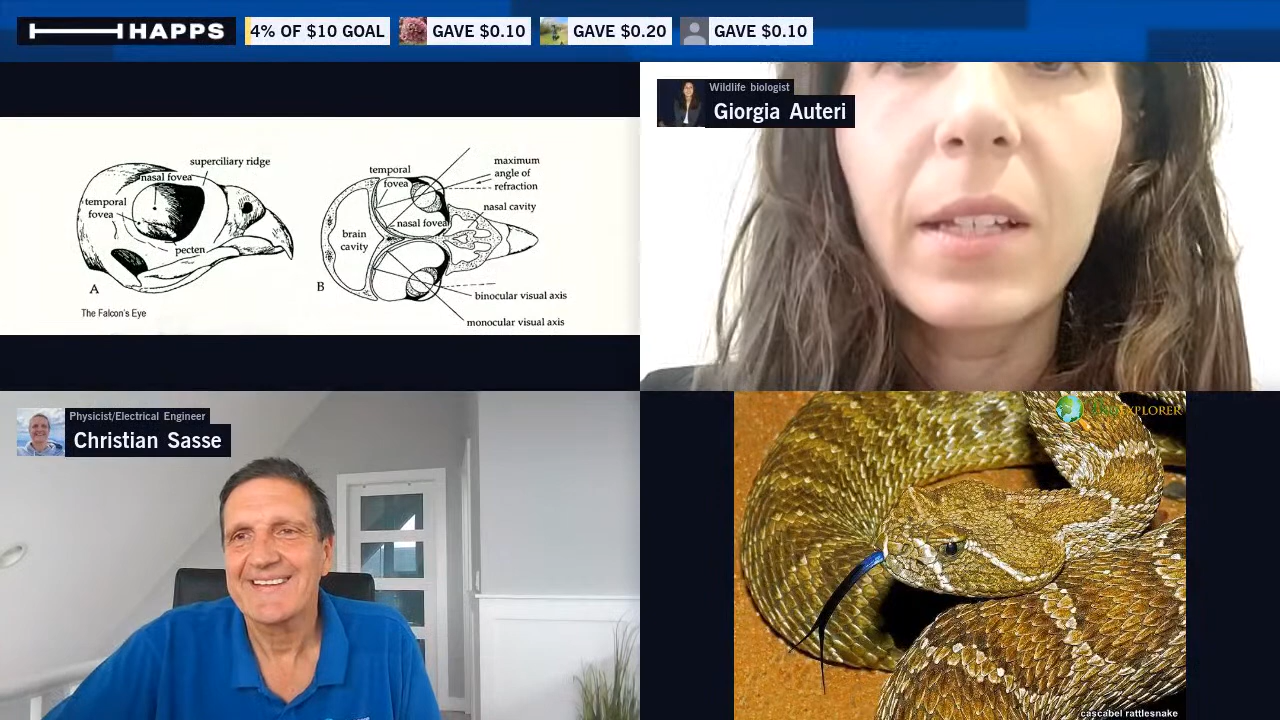 HAPPS
4% OF $10 GOAL
GAVE $0.10
GAVE $0.20
GAVE $0.10
superciliary ridge
nasal fovea
temporal
fovea
pecten
A
The Falcon's Eye
temporal
fovea
maximum
angle of
refraction
nasal cavity
nasal fovea
brain
cavity
B
binocular visual axis
monocular visual axis
Wildlife biologist
Giorgia Auteri
Physicist/Electrical Engineer
Christian Sasse
EXPLORER
cascabel rattlesnake